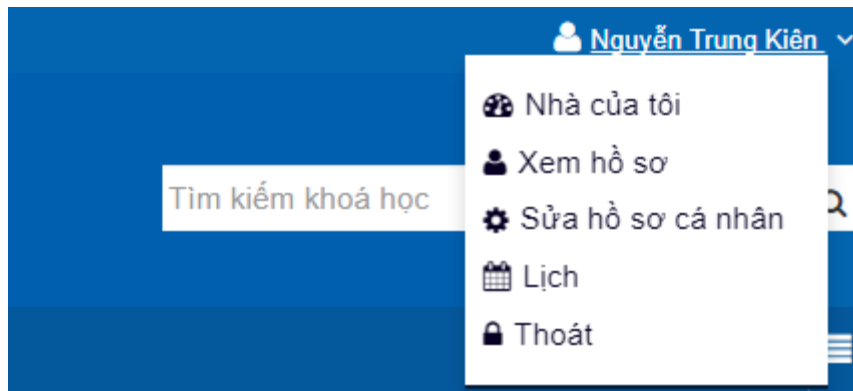 Nguyễn Trung Kiên
Nhà của tôi
Xem hồ sơ
Tìm kiếm khoá học
Sửa hồ sơ cá nhân
Lịch
Thoát